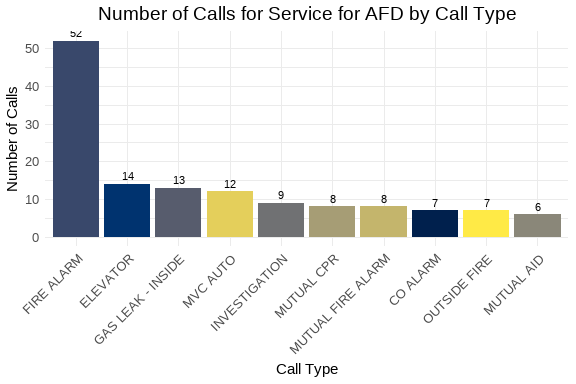 Number of Calls for Service for AFD by Call Type
Number of Calls
50
40
30
20
10
0
52
14
13
12
9
8
8
7
7
6
FIRE ALARM
ELEVATOR
GAS LEAK - INSIDE
MVC AUTO
INVESTIGATION
MUTUAL CPR
MUTUAL FIRE ALARM
CO ALARM
OUTSIDE FIRE
MUTUAL AID
Call Type